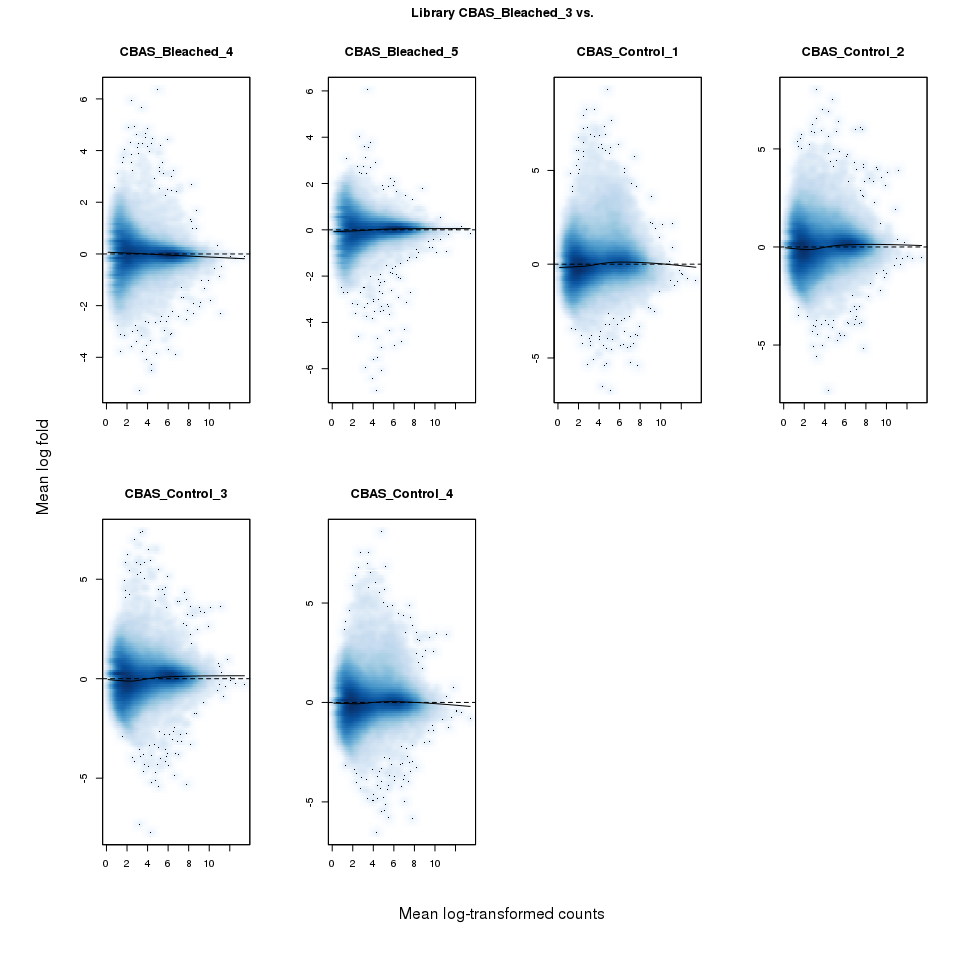 Library CBAS_Bleached_3 vs.
CBAS_Bleached_4 CBAS_Bleached_5 CBAS_Control_1 CBAS_Control_2
6 4 2 0 -2 -4
6 4 2 0 -2 -4 -6
5 0 -5
5 0 -5
0 2 4 6 8 10 0 2 4 6 8 10 0 2 4 6 8 10 0 2 4 6 8 10
Mean log fold
CBAS_Control_3 CBAS_Control_4
5 0 -5
5 0 -5
0 2 4 6 8 10 0 2 4 6 8 10
Mean log-transformed counts